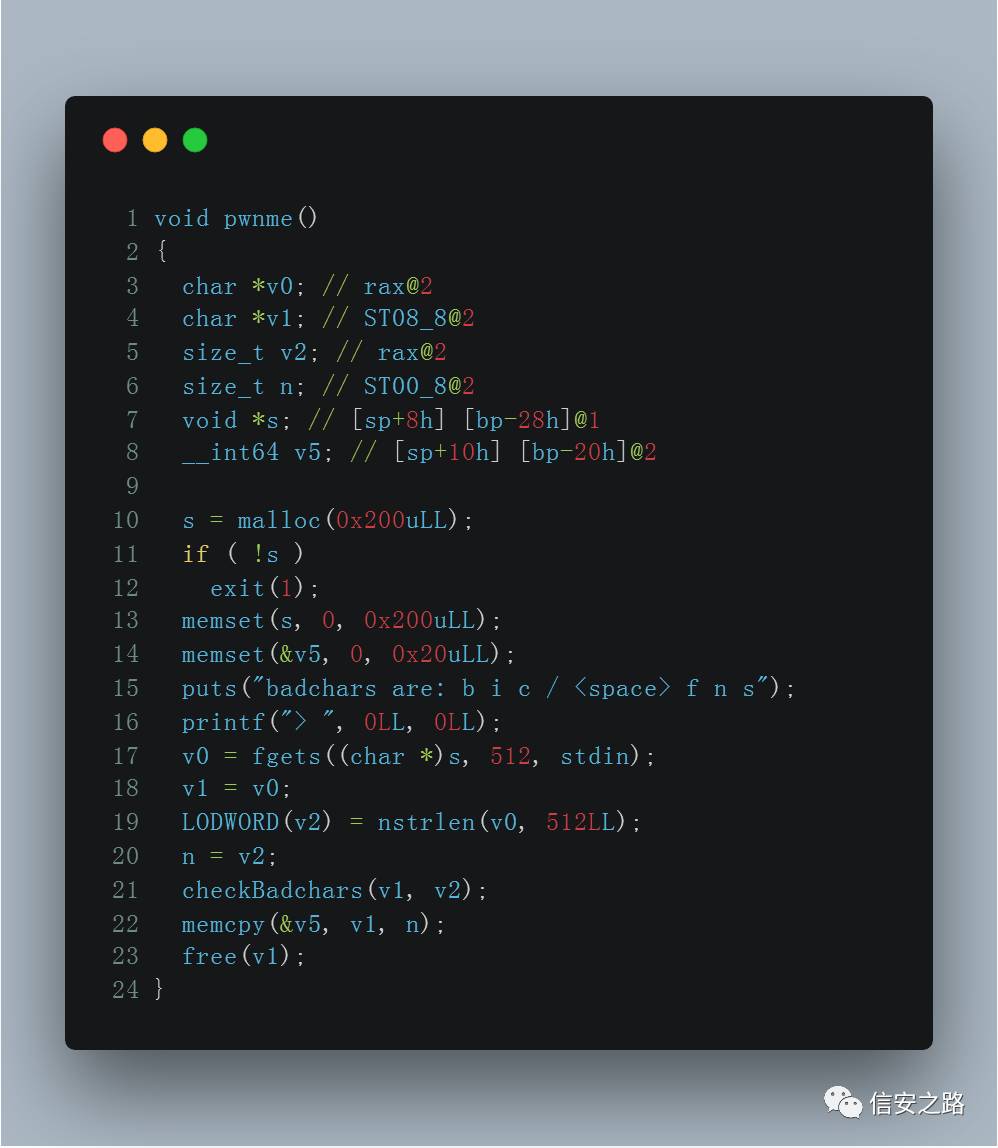 1 void pwnme()
2 {
3   char *v0; // rax@2
4   char *v1; // ST08_8@2
5   size_t v2; // rax@2
6   size_t n; // ST00_8@2
7   void *s; // [sp+8h] [bp-28h]@1
8   __int64 v5; // [sp+10h] [bp-20h]@2
9
10   s = malloc(0x200uLL);
11   if ( !s )
12     exit(1);
13   memset(s, 0, 0x200uLL);
14   memset(&v5, 0, 0x20uLL);
15   puts("badchars are: b i c / <space> f n s");
16   printf("> ", 0LL, 0LL);
17   v0 = fgets((char *)s, 512, stdin);
18   v1 = v0;
19   LODWORD(v2) = nstrlen(v0, 512LL);
20   n = v2;
21   checkBadchars(v1, v2);
22   memcpy(&v5, v1, n);
23   free(v1);
24 }
信安之路